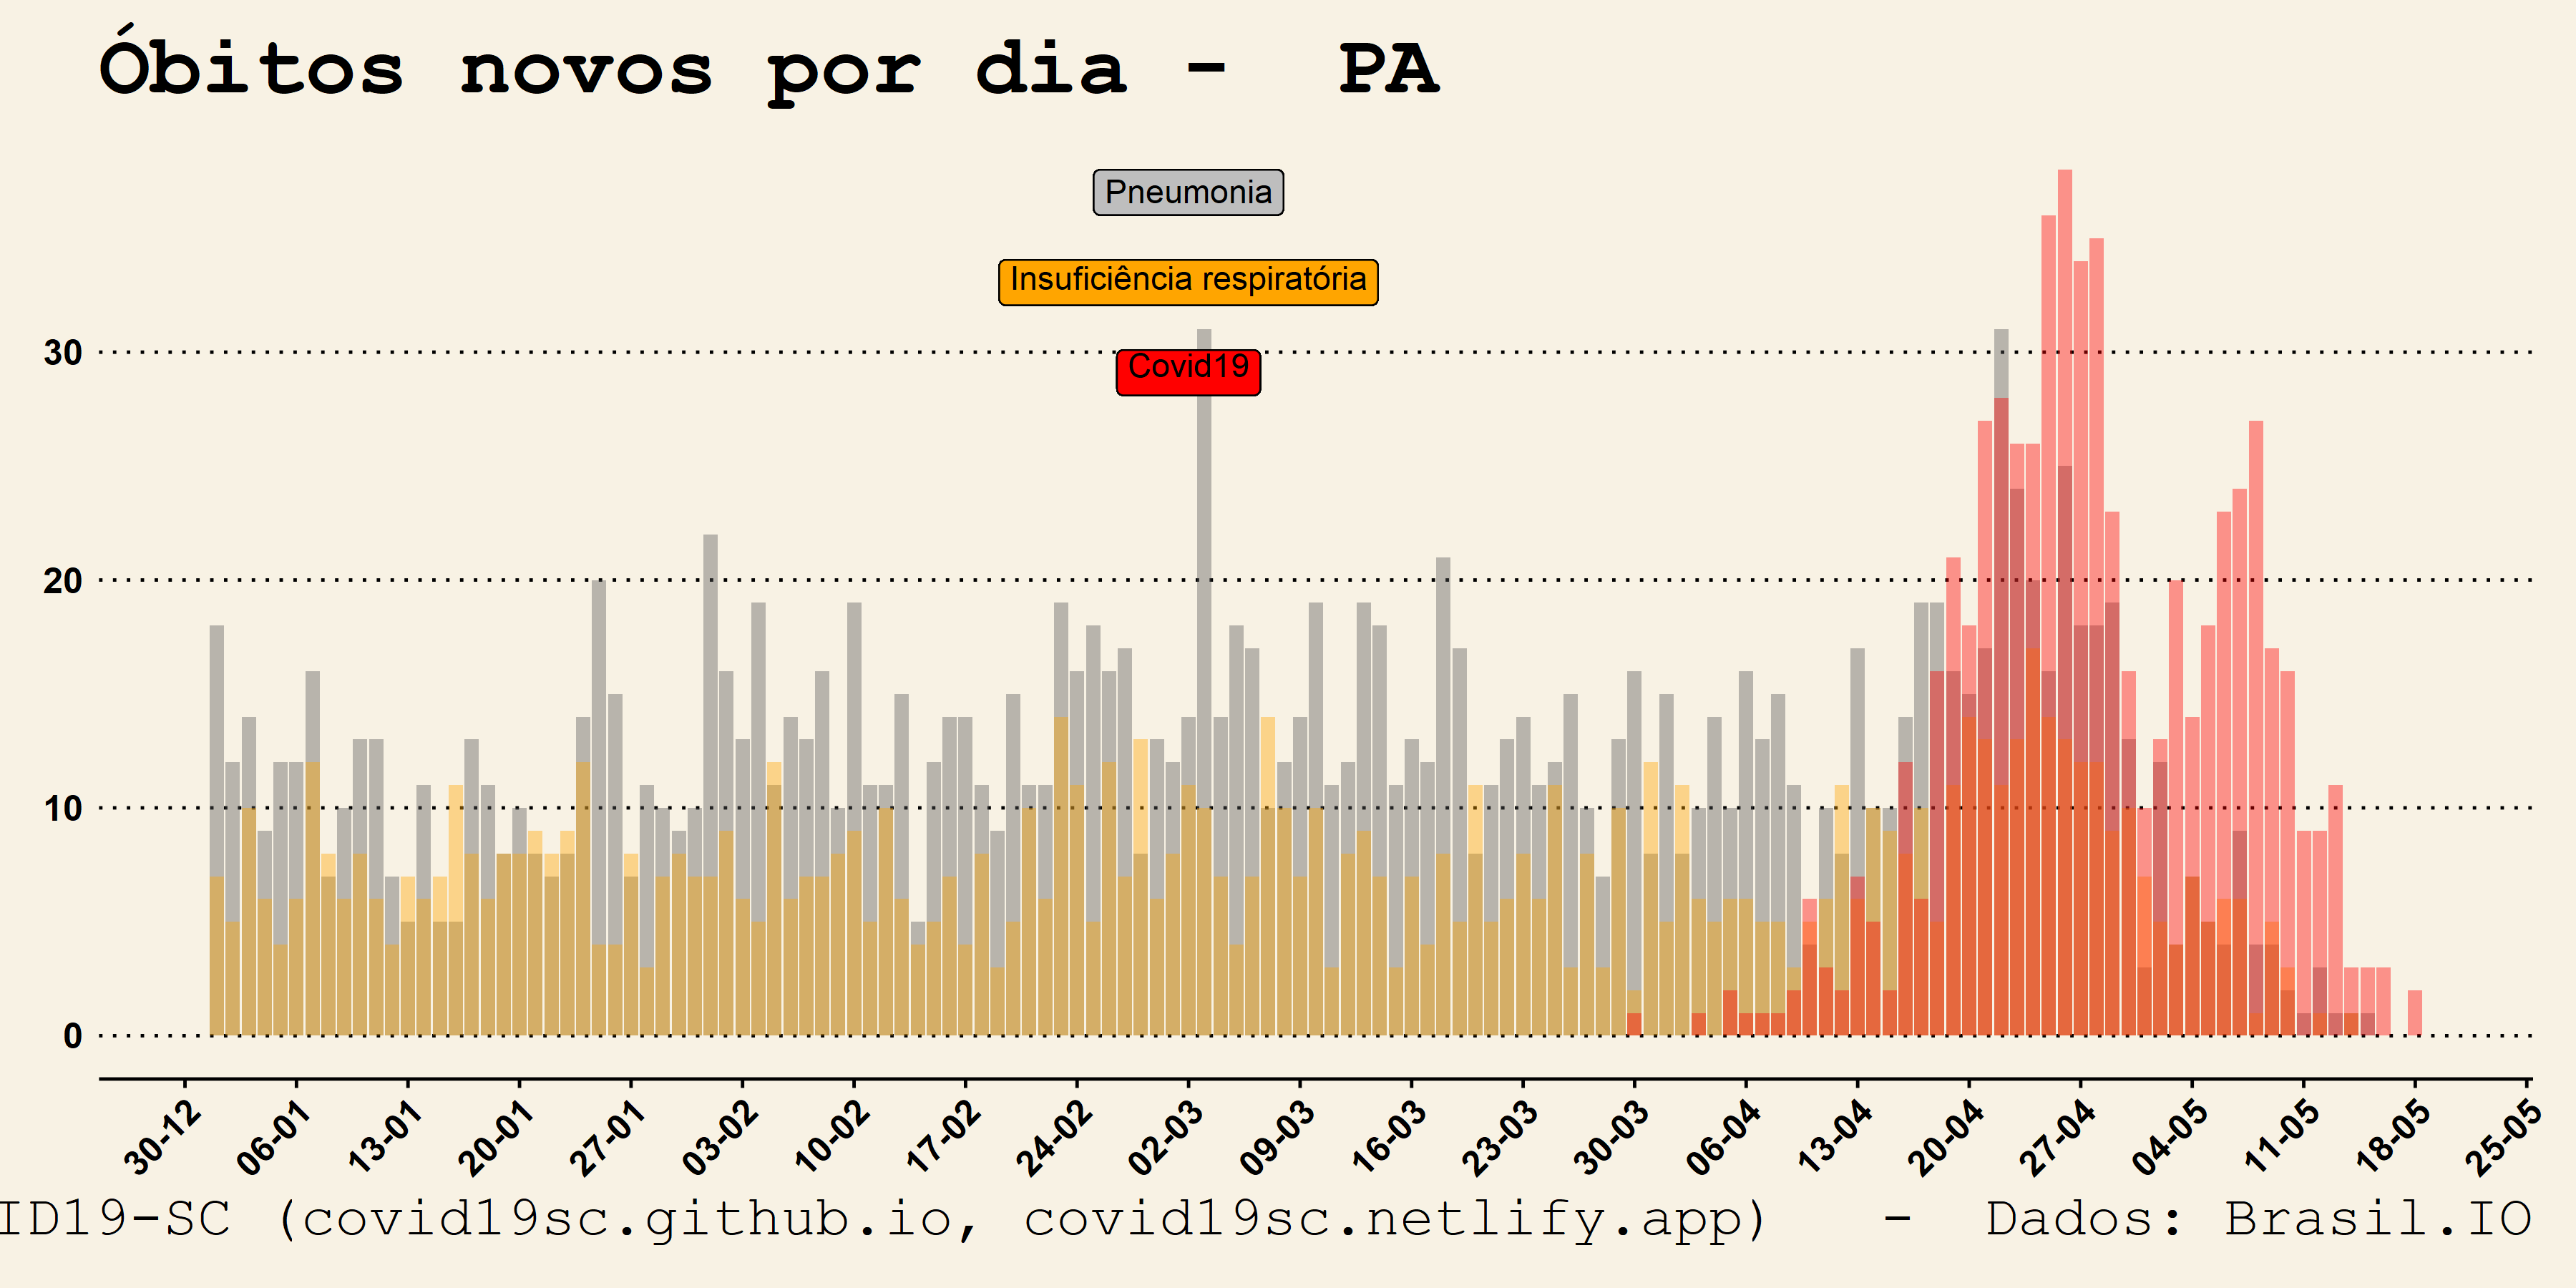 Óbitos novos por dia - PA
Pneumonia
Insuficiência respiratória
Covid19
30
20
10
0
30-12 06-01 13-01 20-01 27-01 03-02 10-02 17-02 24-02 02-03 09-03 16-03 23-03 30-03 06-04 13-04 20-04 27-04 04-05 11-05 18-05 25-05
ID19-SC (covid19sc.github.io, covid19sc.netlify.app) - Dados: Brasil.IO